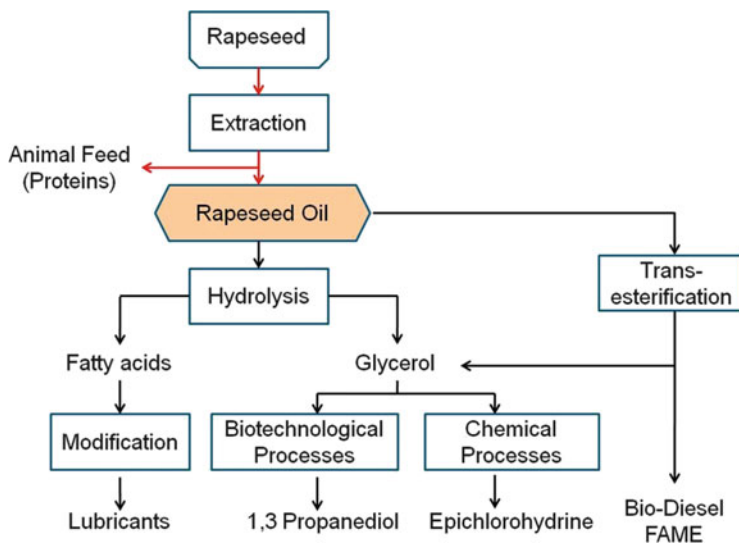 Rapeseed
Extraction
Animal Feed
(Proteins)
Rapeseed Oil
Hydrolysis
Trans-
esterification
Fatty acids
Glycerol
Modification
Biotechnological
Processes
Chemical
Processes
Lubricants
1,3 Propanediol
Epichlorohydrine
Bio-Diesel
FAME